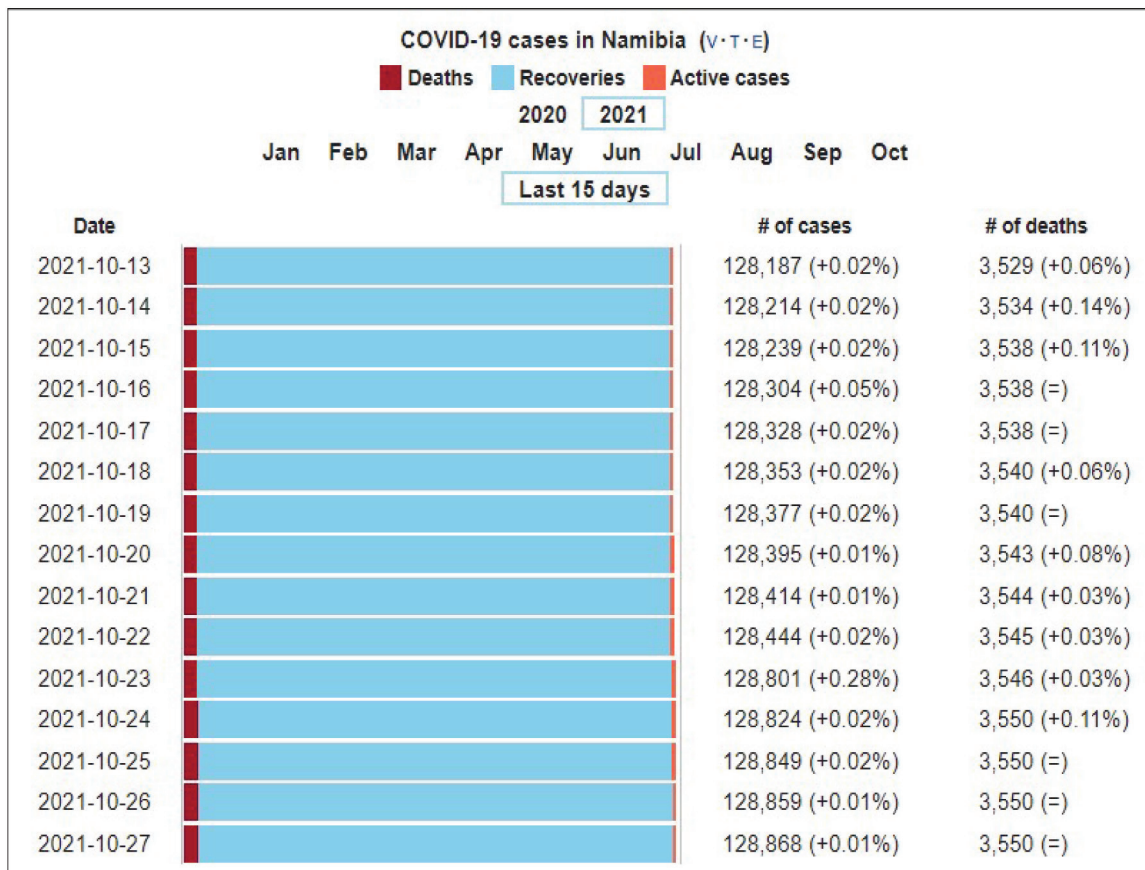 COVID-19 cases in Namibia (V·T·E)
Deaths Recoveries Active cases
2020 2021
Jan Feb Mar Apr May Jun Jul Aug Sep Oct
Last 15 days
Date # of cases # of deaths
2021-10-13 128,187 (+0.02%) 3,529 (+0.06%)
2021-10-14 128,214 (+0.02%) 3,534 (+0.14%)
2021-10-15 128,239 (+0.02%) 3,538 (+0.11%)
2021-10-16 128,304 (+0.05%) 3,538 (=)
2021-10-17 128,328 (+0.02%) 3,538 (=)
2021-10-18 128,353 (+0.02%) 3,540 (+0.06%)
2021-10-19 128,377 (+0.02%) 3,540 (=)
2021-10-20 128,395 (+0.01%) 3,543 (+0.08%)
2021-10-21 128,414 (+0.01%) 3,544 (+0.03%)
2021-10-22 128,444 (+0.02%) 3,545 (+0.03%)
2021-10-23 128,801 (+0.28%) 3,546 (+0.03%)
2021-10-24 128,824 (+0.02%) 3,550 (+0.11%)
2021-10-25 128,849 (+0.02%) 3,550 (=)
2021-10-26 128,859 (+0.01%) 3,550 (=)
2021-10-27 128,868 (+0.01%) 3,550 (=)